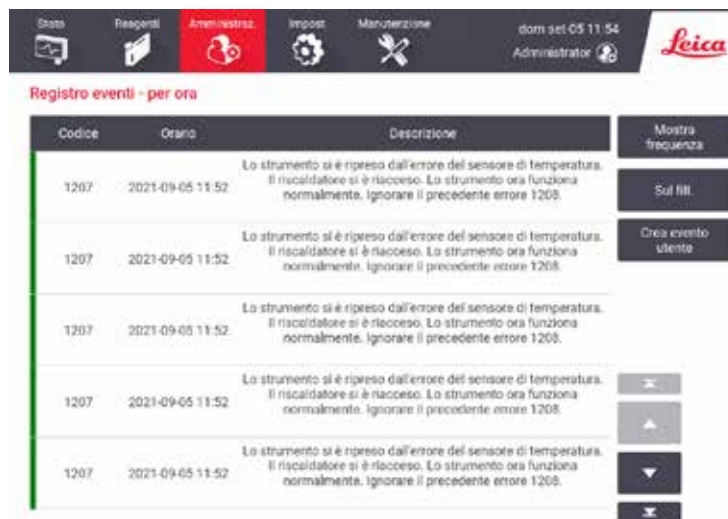 Stato Reagenti Amministraz. Impost. Manutenzione dom set 05 11:54
Administrator
Leica
Registro eventi - per ora
Codice Orario Descrizione
Mostra
frequenza
Sul filt.
Crea evento
utente
1207 2021-09-05 11:52 Lo strumento si è ripreso dall'errore del sensore di temperatura.
Il riscaldatore si è riacceso. Lo strumento ora funziona
normalmente. Ignorare il precedente errore 1208.
1207 2021-09-05 11:52 Lo strumento si è ripreso dall'errore del sensore di temperatura.
Il riscaldatore si è riacceso. Lo strumento ora funziona
normalmente. Ignorare il precedente errore 1208.
1207 2021-09-05 11:52 Lo strumento si è ripreso dall'errore del sensore di temperatura.
Il riscaldatore si è riacceso. Lo strumento ora funziona
normalmente. Ignorare il precedente errore 1208.
1207 2021-09-05 11:52 Lo strumento si è ripreso dall'errore del sensore di temperatura.
Il riscaldatore si è riacceso. Lo strumento ora funziona
normalmente. Ignorare il precedente errore 1208.
1207 2021-09-05 11:52 Lo strumento si è ripreso dall'errore del sensore di temperatura.
Il riscaldatore si è riacceso. Lo strumento ora funziona
normalmente. Ignorare il precedente errore 1208.